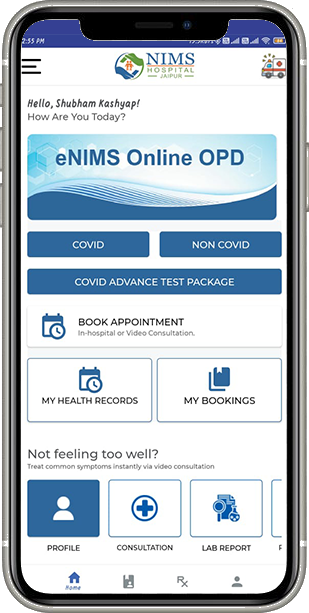 2:55 PM
NIMS
HOSPITAL
JAIPUR
Hello, Shubham Kashyap!
How Are You Today?
eNIMS Online OPD
COVID NON COVID
COVID ADVANCE TEST PACKAGE
BOOK APPOINTMENT
In-hospital or Video Consultation.
MY HEALTH RECORDS MY BOOKINGS
Not feeling too well?
Treat common symptoms instantly via video consultation
PROFILE CONSULTATION LAB REPORT
Home